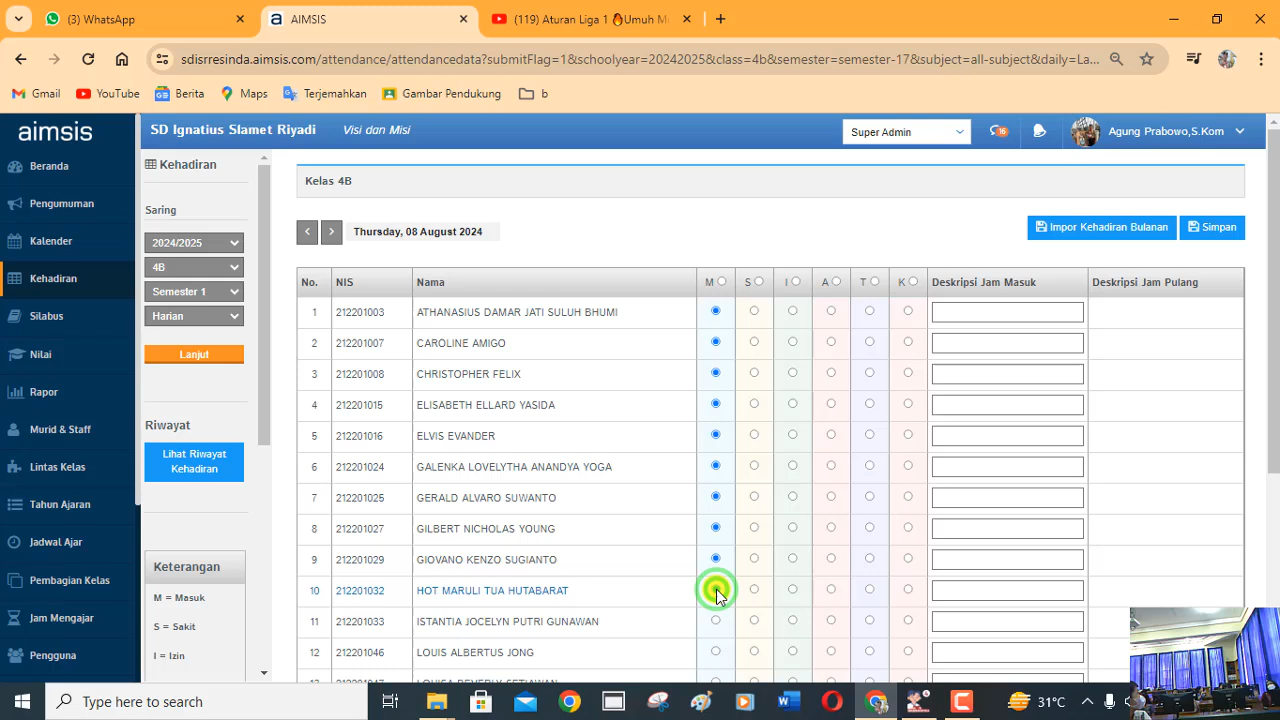 (3) WhatsApp
AIMSIS
(119) Aturan Liga 1 🔥Umuh M
sdisrresinda.aimsis.com/attendance/attendancedata?submitFlag=1&schoolyear=20242025&class=4b&semester=semester-17&subject=all-subject&daily=La...
Gmail
YouTube
Berita
Maps
Terjemahkan
Gambar Pendukung
b
aimsis
SD Ignatius Slamet Riyadi
Visi dan Misi
Super Admin
16
Agung Prabowo,S.Kom
Beranda
Pengumuman
Kalender
Kehadiran
Silabus
Nilai
Rapor
Murid & Staff
Lintas Kelas
Tahun Ajaran
Jadwal Ajar
Pembagian Kelas
Jam Mengajar
Pengguna
Kehadiran
Saring
2024/2025
4B
Semester 1
Harian
Lanjut
Riwayat
Lihat Riwayat
Kehadiran
Keterangan
M = Masuk
S = Sakit
I = Izin
Kelas 4B
Thursday, 08 August 2024
Impor Kehadiran Bulanan
Simpan
No. NIS Nama M S I A T K Deskripsi Jam Masuk Deskripsi Jam Pulang
1 212201003 ATHANASIUS DAMAR JATI SULUH BHUMI
2 212201007 CAROLINE AMIGO
3 212201008 CHRISTOPHER FELIX
4 212201015 ELISABETH ELLARD YASIDA
5 212201016 ELVIS EVANDER
6 212201024 GALENKA LOVELYTHA ANANDYA YOGA
7 212201025 GERALD ALVARO SUWANTO
8 212201027 GILBERT NICHOLAS YOUNG
9 212201029 GIOVANO KENZO SUGIANTO
10 212201032 HOT MARULI TUA HUTABARAT
11 212201033 ISTANTIA JOCELYN PUTRI GUNAWAN
12 212201046 LOUIS ALBERTUS JONG
Type here to search
31°C